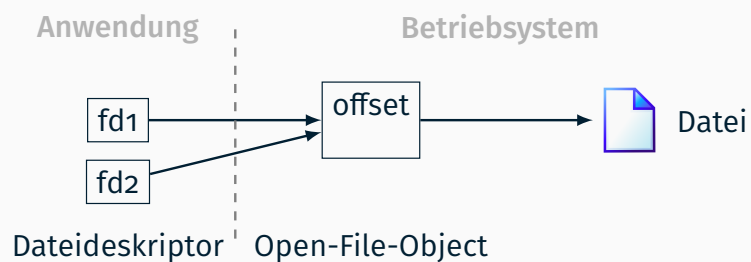 Anwendung Betriebsystem
fd1 offset Datei
fd2
Dateideskriptor Open-File-Object